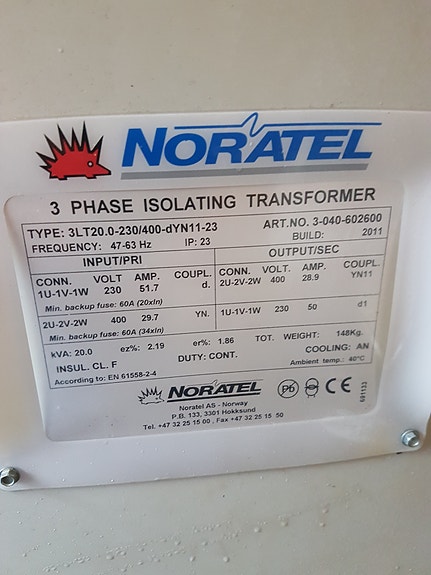 NORATEL
3 PHASE ISOLATING TRANSFORMER
TYPE: 3LT20.0-230/400-dYN11-23 ART.NO. 3-040-602600
FREQUENCY: 47-63 Hz IP: 23 BUILD: 2011
INPUT/PRI OUTPUT/SEC
CONN. VOLT AMP. COUPL. CONN. VOLT AMP. COUPL.
1U-1V-1W 230 51.7 d. 2U-2V-2W 400 28.9 YN11
Min. backup fuse: 60A (20xIn)
2U-2V-2W 400 29.7 YN. 1U-1V-1W 230 50 d1
Min. backup fuse: 60A (34xIn)
kVA: 20.0 ez%: 2.19 er%: 1.86 TOT. WEIGHT: 148Kg.
INSUL. CL. F DUTY: CONT. COOLING: AN
According to: EN 61558-2-4 Ambient temp.: 40°C
NORATEL Pb CE
Noratel AS - Norway
P.B. 133, 3301 Hokksund
Tel. +47 32 25 15 00 , Fax +47 32 25 15 50
691133